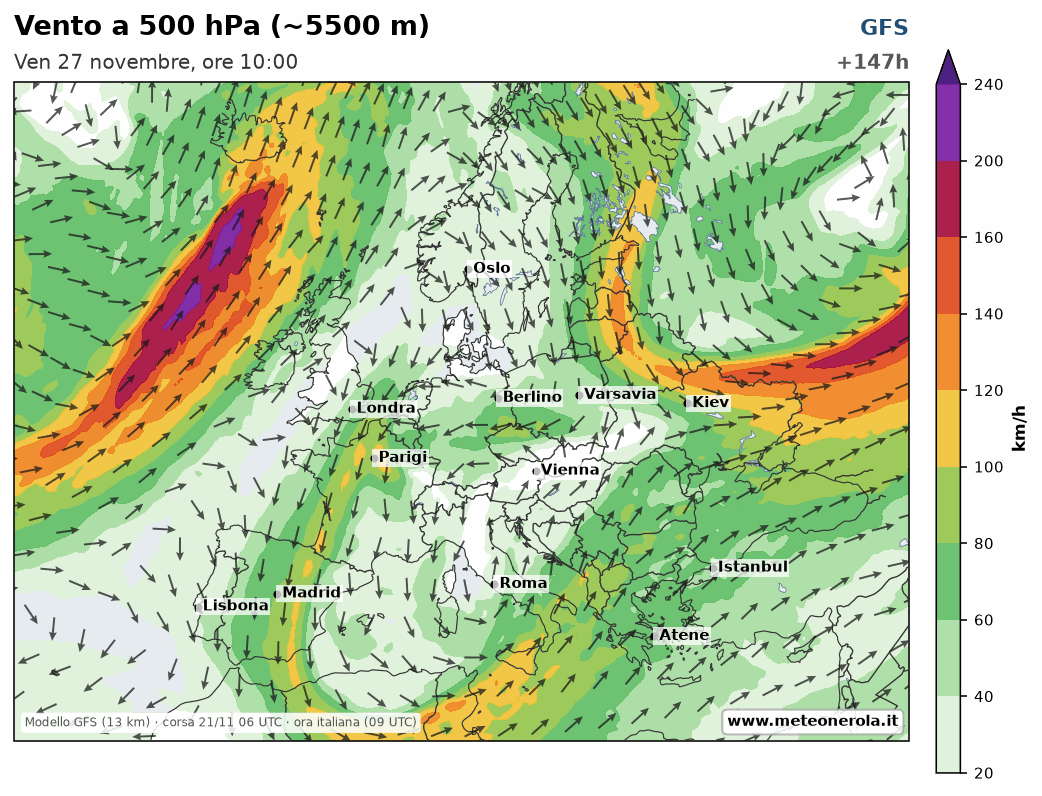 Vento a 500 hPa (~5500 m)
GFS
Ven 27 novembre, ore 10:00
+147h
240
200
160
140
120
100
80
60
40
20
km/h
Oslo
Londra
Berlino
Varsavia
Kiev
Parigi
Vienna
Istanbul
Roma
Madrid
Lisbona
Atene
Modello GFS (13 km) · corsa 21/11 06 UTC · ora italiana (09 UTC)
www.meteonerola.it